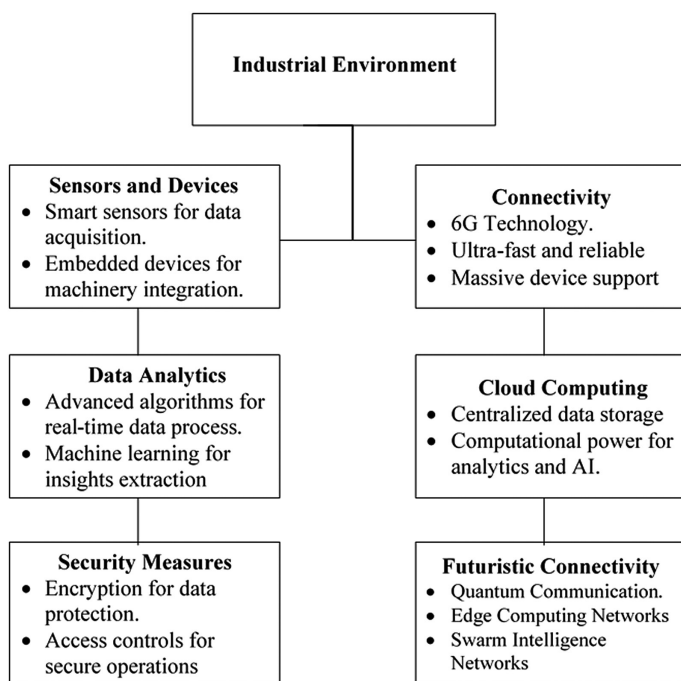 Industrial Environment
Sensors and Devices
• Smart sensors for data
acquisition.
• Embedded devices for
machinery integration.
Connectivity
• 6G Technology.
• Ultra-fast and reliable
• Massive device support
Data Analytics
• Advanced algorithms for
real-time data process.
• Machine learning for
insights extraction
Cloud Computing
• Centralized data storage
• Computational power for
analytics and AI.
Security Measures
• Encryption for data
protection.
• Access controls for
secure operations
Futuristic Connectivity
• Quantum Communication.
• Edge Computing Networks
• Swarm Intelligence
Networks